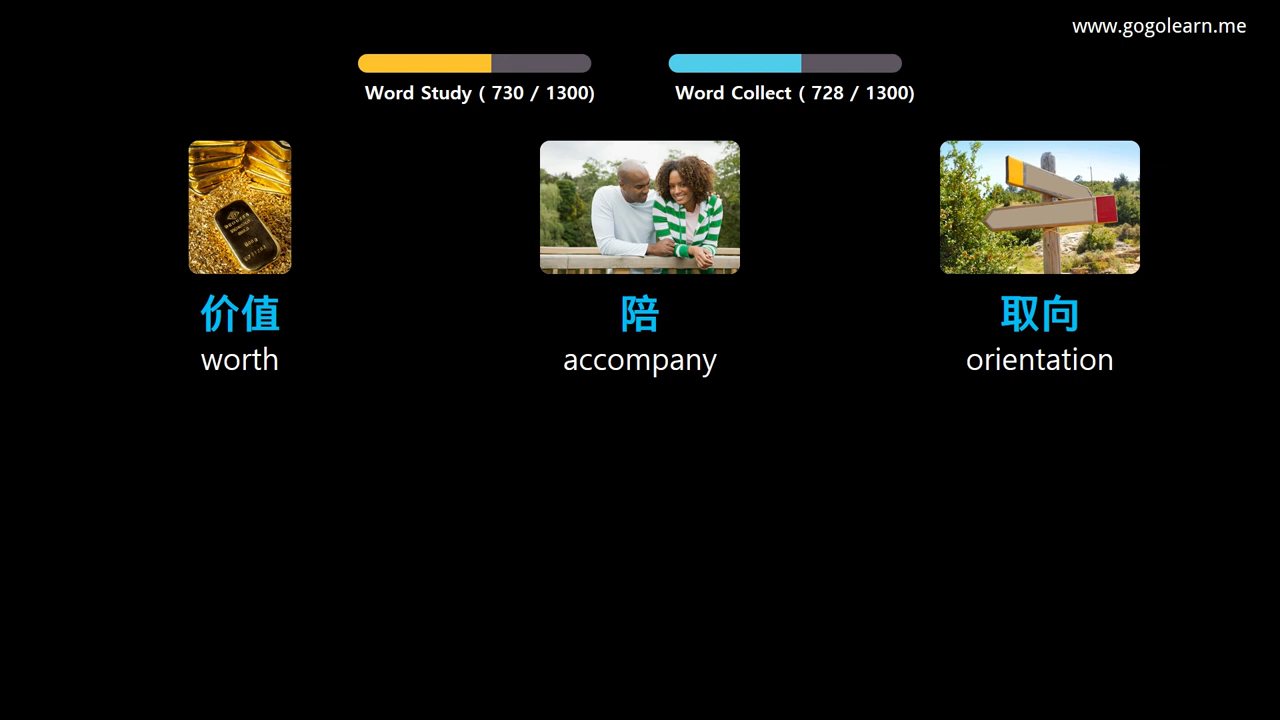 www.gogolearn.me
Word Study ( 730 / 1300)
Word Collect ( 728 / 1300)
价值
陪
取向
worth
accompany
orientation